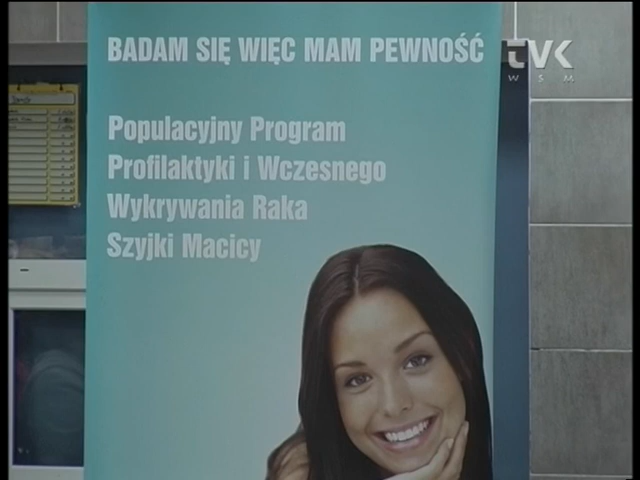 BADAM SIĘ WIĘC MAM PEWNOŚĆ
tVK
WSM
Populacyjny Program
Profilaktyki i Wczesnego
Wykrywania Raka
Szyjki Macicy